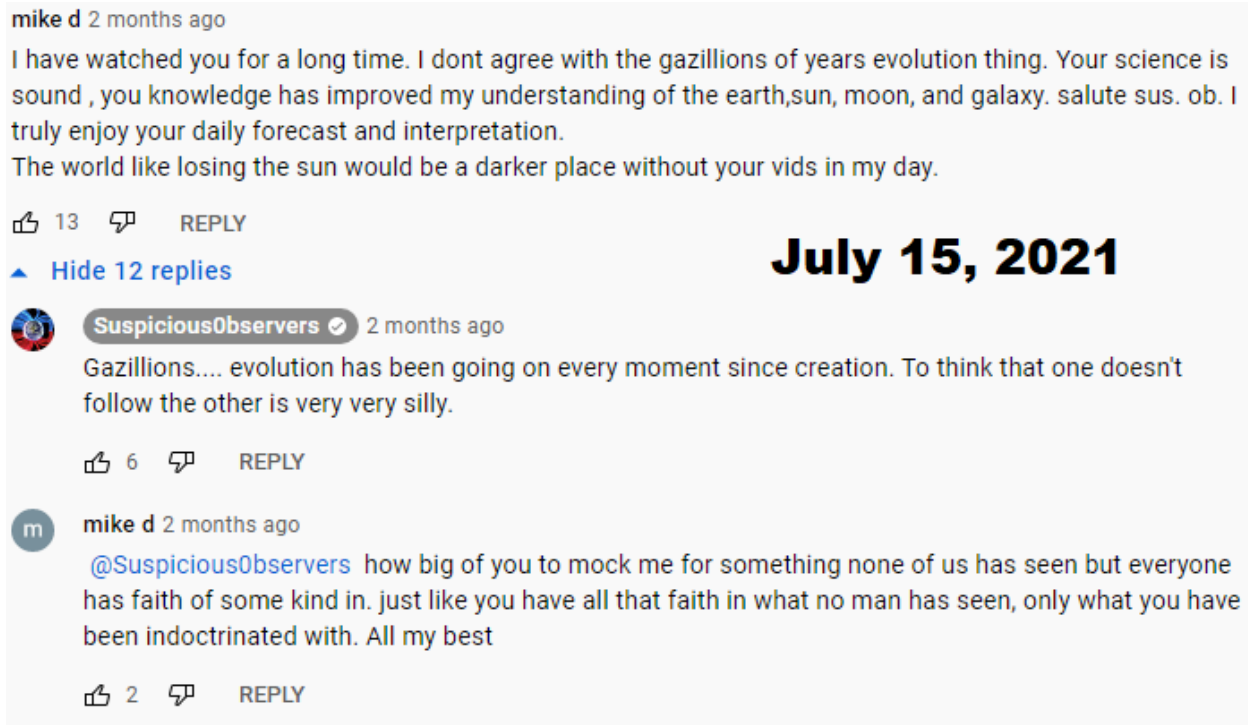 mike d 2 months ago
I have watched you for a long time. I dont agree with the gazillions of years evolution thing. Your science is
sound , you knowledge has improved my understanding of the earth,sun, moon, and galaxy. salute sus. ob. I
truly enjoy your daily forecast and interpretation.
The world like losing the sun would be a darker place without your vids in my day.
13 REPLY
July 15, 2021
Hide 12 replies
Suspicious0bservers 2 months ago
Gazillions.... evolution has been going on every moment since creation. To think that one doesn't
follow the other is very very silly.
6 REPLY
m
mike d 2 months ago
@Suspicious0bservers how big of you to mock me for something none of us has seen but everyone
has faith of some kind in. just like you have all that faith in what no man has seen, only what you have
been indoctrinated with. All my best
2 REPLY